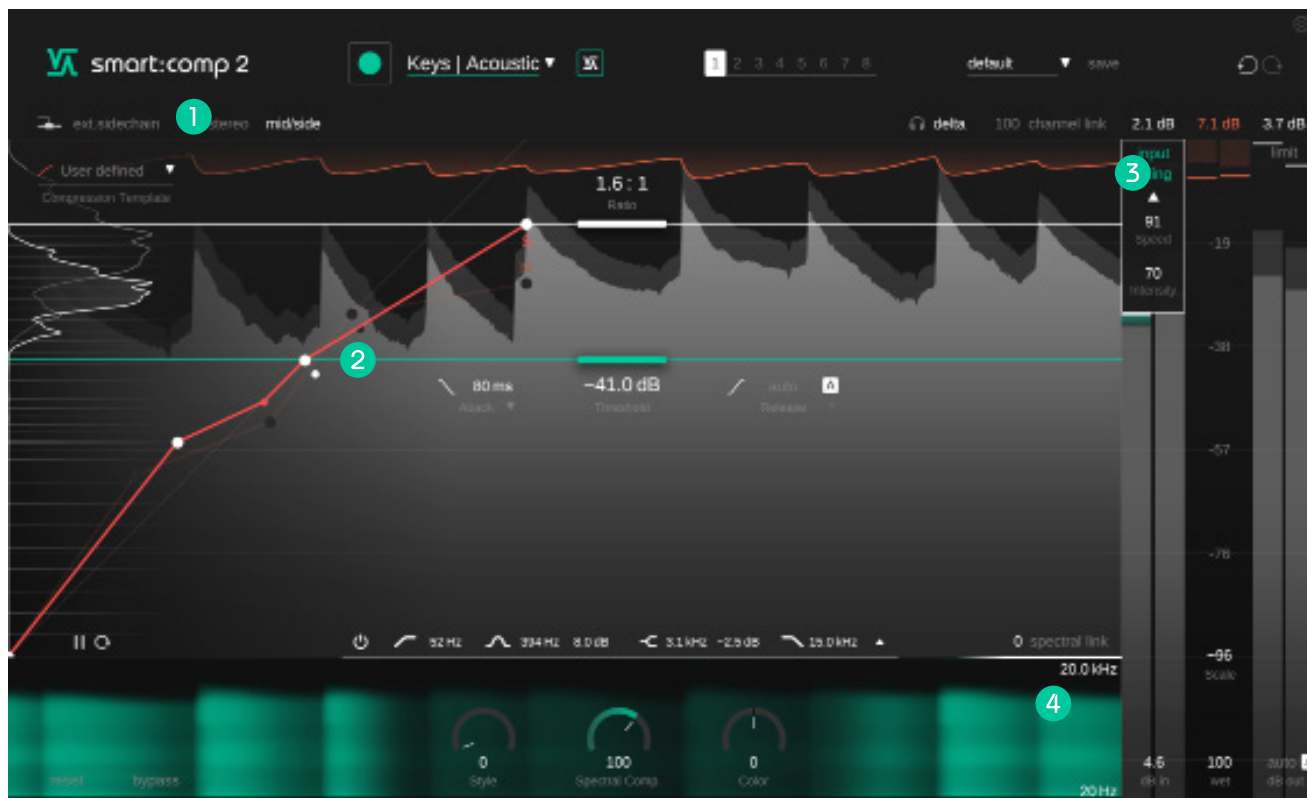 smart:comp 2
Keys | Acoustic
1 2 3 4 5 6 7 8
default
save
ext.sidechain
1
stereo
mid/side
delta
100 channel link
2.1 dB
7.1 dB
3.7 dB
User defined
Compression Template
1.6 : 1
Ratio
input
3
limit
91
Speed
70
Intensity
-19
-38
-57
-76
-96
Scale
2
80 ms
Attack
-41.0 dB
Threshold
auto
A
Release
52 Hz
394 Hz 8.0 dB
3.1 kHz -2.5 dB
15.0 kHz
0 spectral link
20.0 kHz
4
0
Style
100
Spectral Comp.
0
Color
reset
bypass
20 Hz
4.6
dB in
100
wet
auto
dB out